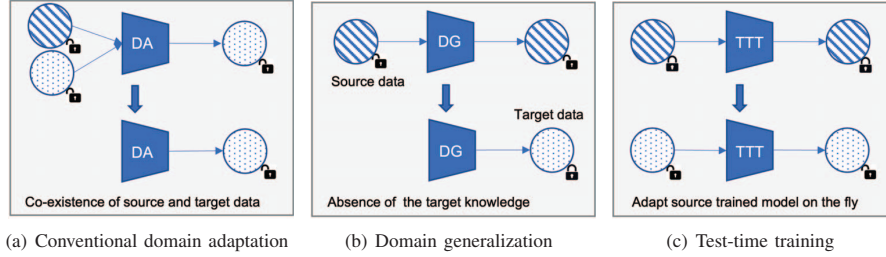 DA
DA
Co-existence of source and target data
(a) Conventional domain adaptation
DG
Source data
Target data
DG
Absence of the target knowledge
(b) Domain generalization
TTT
TTT
Adapt source trained model on the fly
(c) Test-time training